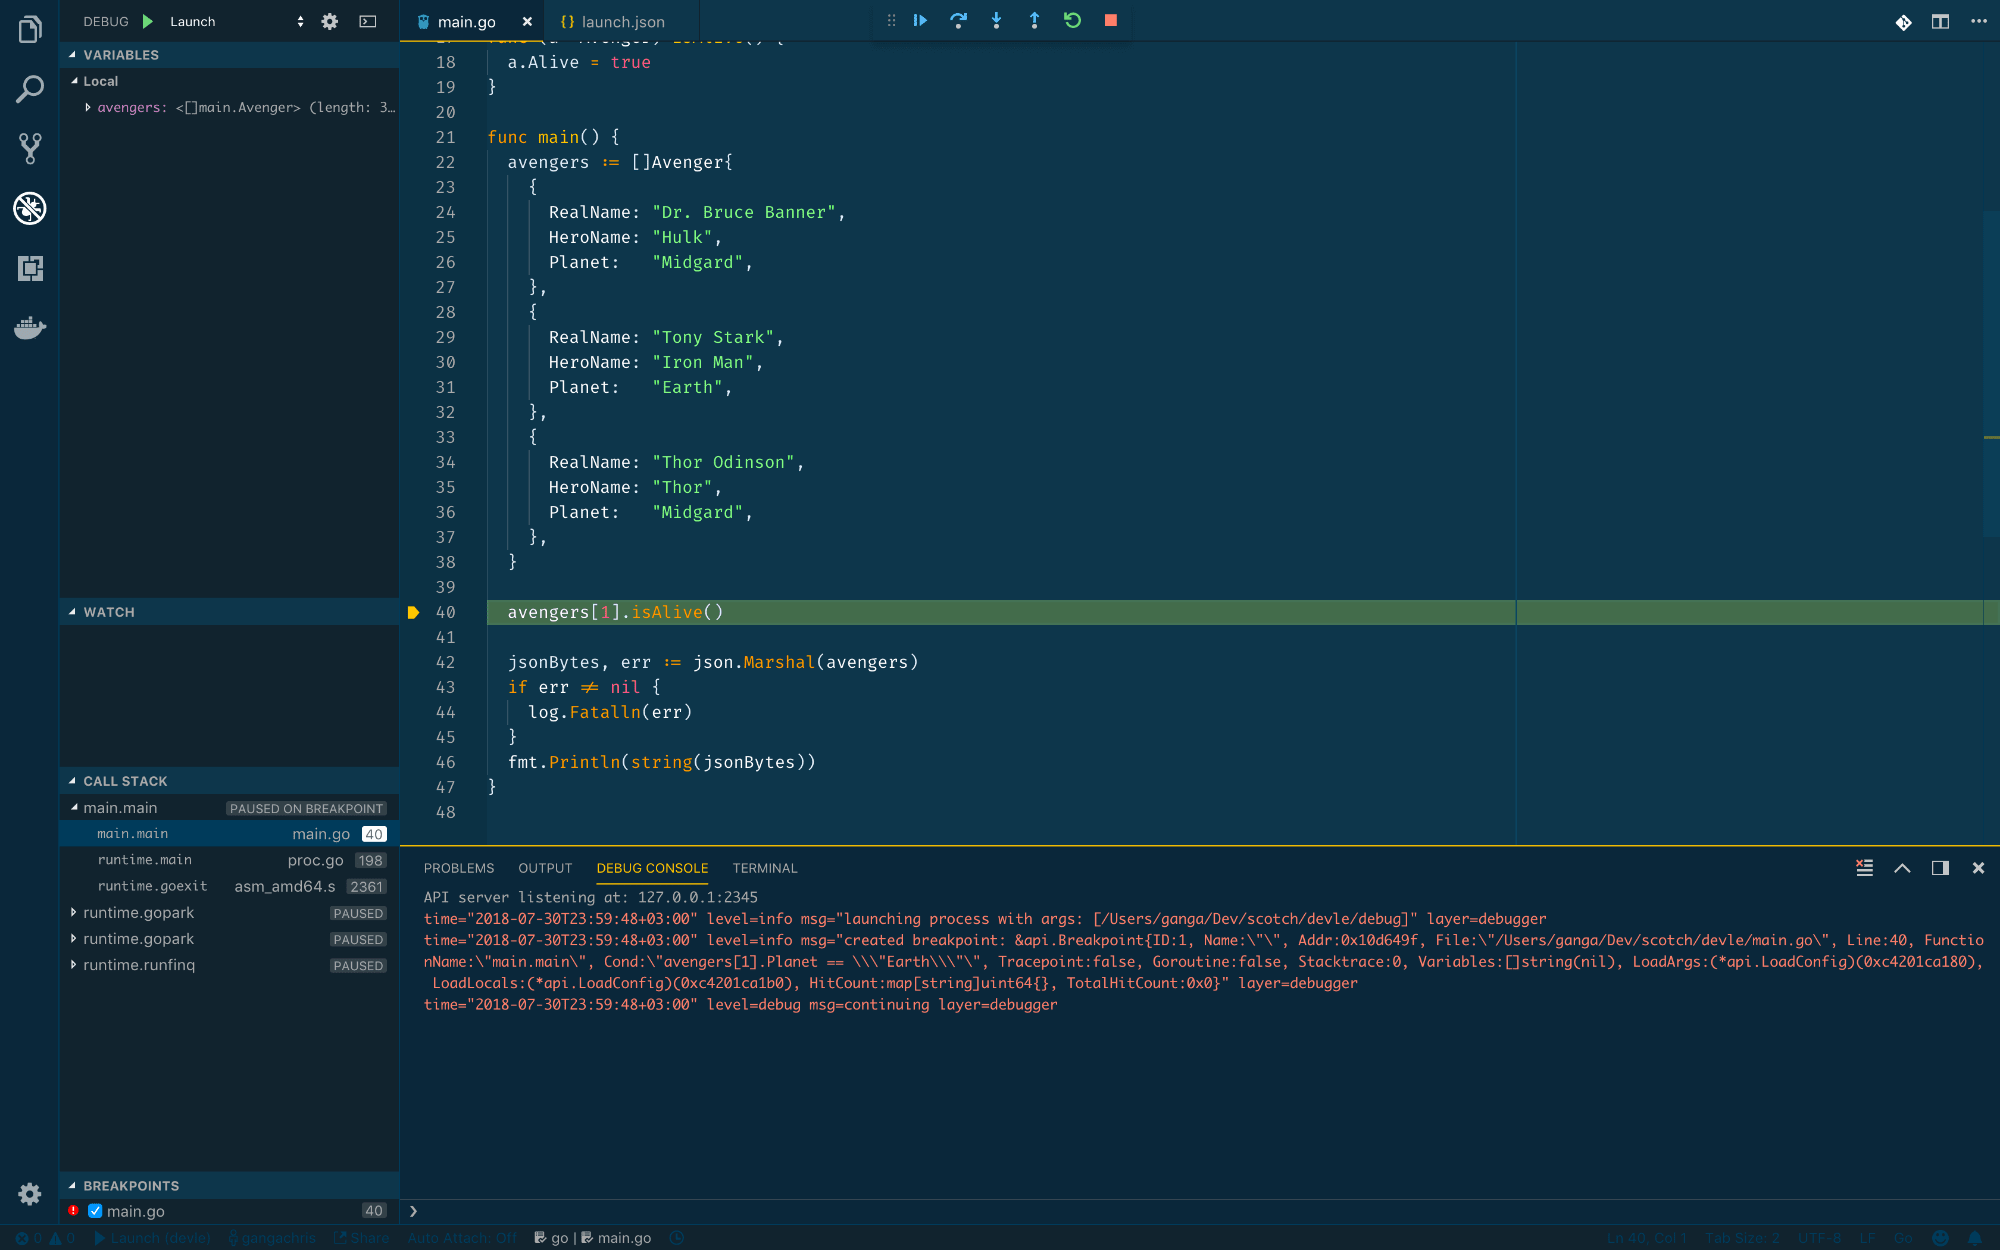 DEBUG Launch
VARIABLES
Local
avengers: <[]main.Avenger> (length: 3…
WATCH
CALL STACK
main.main PAUSED ON BREAKPOINT
main.main main.go 40
runtime.main proc.go 198
runtime.goexit asm_amd64.s 2361
runtime.gopark PAUSED
runtime.gopark PAUSED
runtime.runfinq PAUSED
BREAKPOINTS
main.go 40
main.go launch.json
18 a.Alive = true
19 }
20
21 func main() {
22 avengers := []Avenger{
23 {
24 RealName: "Dr. Bruce Banner",
25 HeroName: "Hulk",
26 Planet: "Midgard",
27 },
28 {
29 RealName: "Tony Stark",
30 HeroName: "Iron Man",
31 Planet: "Earth",
32 },
33 {
34 RealName: "Thor Odinson",
35 HeroName: "Thor",
36 Planet: "Midgard",
37 },
38 }
39
40 avengers[1].isAlive()
41
42 jsonBytes, err := json.Marshal(avengers)
43 if err ≠ nil {
44 log.Fatalln(err)
45 }
46 fmt.Println(string(jsonBytes))
47 }
48
PROBLEMS OUTPUT DEBUG CONSOLE TERMINAL
API server listening at: 127.0.0.1:2345
time="2018-07-30T23:59:48+03:00" level=info msg="launching process with args: [/Users/ganga/Dev/scotch/devle/debug]" layer=debugger
time="2018-07-30T23:59:48+03:00" level=info msg="created breakpoint: &api.Breakpoint{ID:1, Name:\"\", Addr:0x10d649f, File:\"/Users/ganga/Dev/scotch/devle/main.go\", Line:40, Functio
nName:\"main.main\", Cond:\"avengers[1].Planet == \\\"Earth\\\"\", Tracepoint:false, Goroutine:false, Stacktrace:0, Variables:[]string(nil), LoadArgs:(*api.LoadConfig)(0xc4201ca180),
LoadLocals:(*api.LoadConfig)(0xc4201ca1b0), HitCount:map[string]uint64{}, TotalHitCount:0x0}" layer=debugger
time="2018-07-30T23:59:48+03:00" level=debug msg=continuing layer=debugger
0 0 Launch (devle) gangachris Share Auto Attach: Off go | main.go Ln 40, Col 1 Tab Size: 2 UTF-8 LF Go